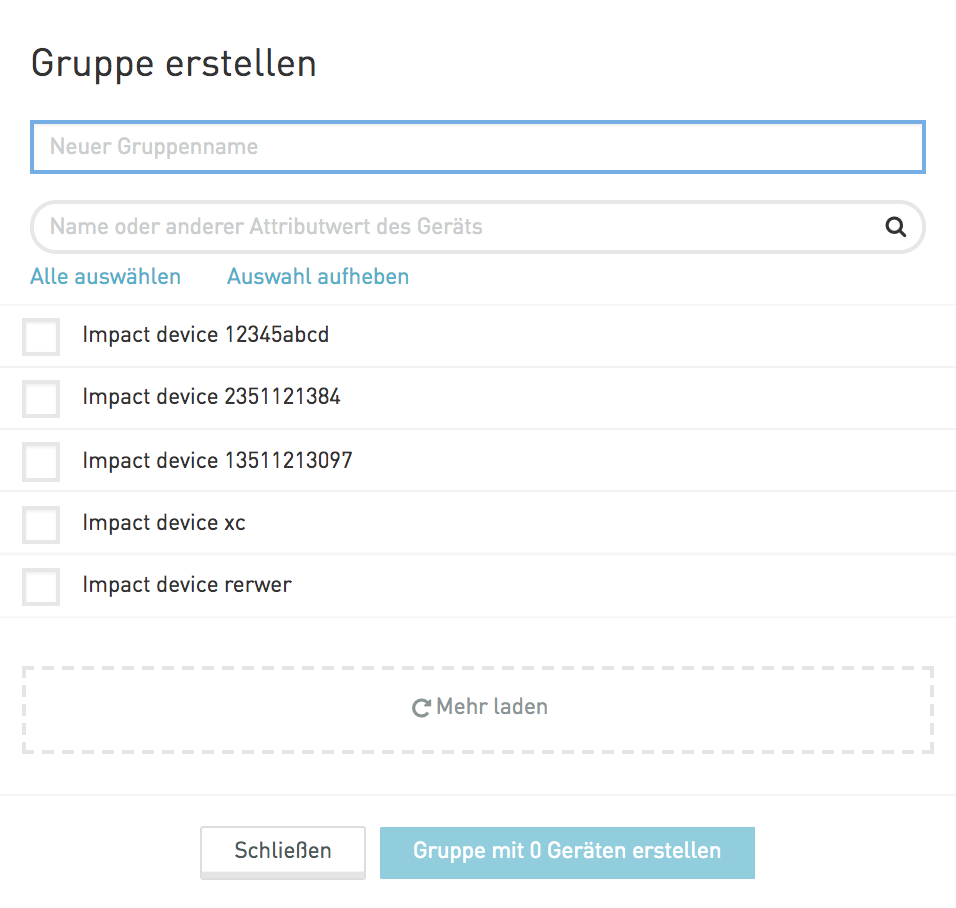 Gruppe erstellen
Neuer Gruppenname
Name oder anderer Attributwert des Geräts
Alle auswählen Auswahl aufheben
Impact device 12345abcd
Impact device 2351121384
Impact device 13511213097
Impact device xc
Impact device rerwer
Mehr laden
Schließen Gruppe mit 0 Geräten erstellen